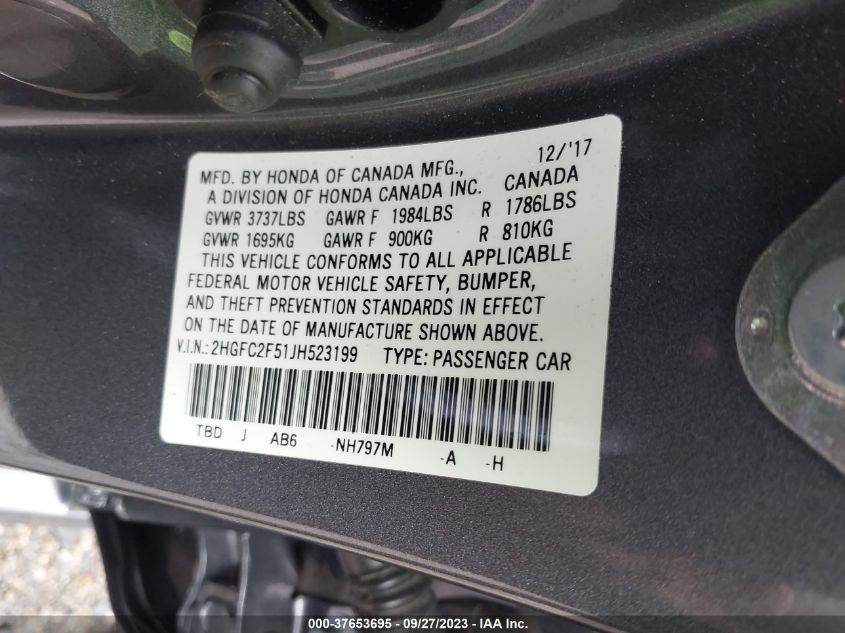 12/'17
MFD. BY HONDA OF CANADA MFG.,
A DIVISION OF HONDA CANADA INC. CANADA
GVWR 3737LBS GAWR F 1984LBS R 1786LBS
GVWR 1695KG GAWR F 900KG R 810KG
THIS VEHICLE CONFORMS TO ALL APPLICABLE
FEDERAL MOTOR VEHICLE SAFETY, BUMPER,
AND THEFT PREVENTION STANDARDS IN EFFECT
ON THE DATE OF MANUFACTURE SHOWN ABOVE.
V.I.N.: 2HGFC2F51JH523199 TYPE: PASSENGER CAR
TBD J AB6 -NH797M -A -H
000-37653695 - 09/27/2023 - IAA Inc.